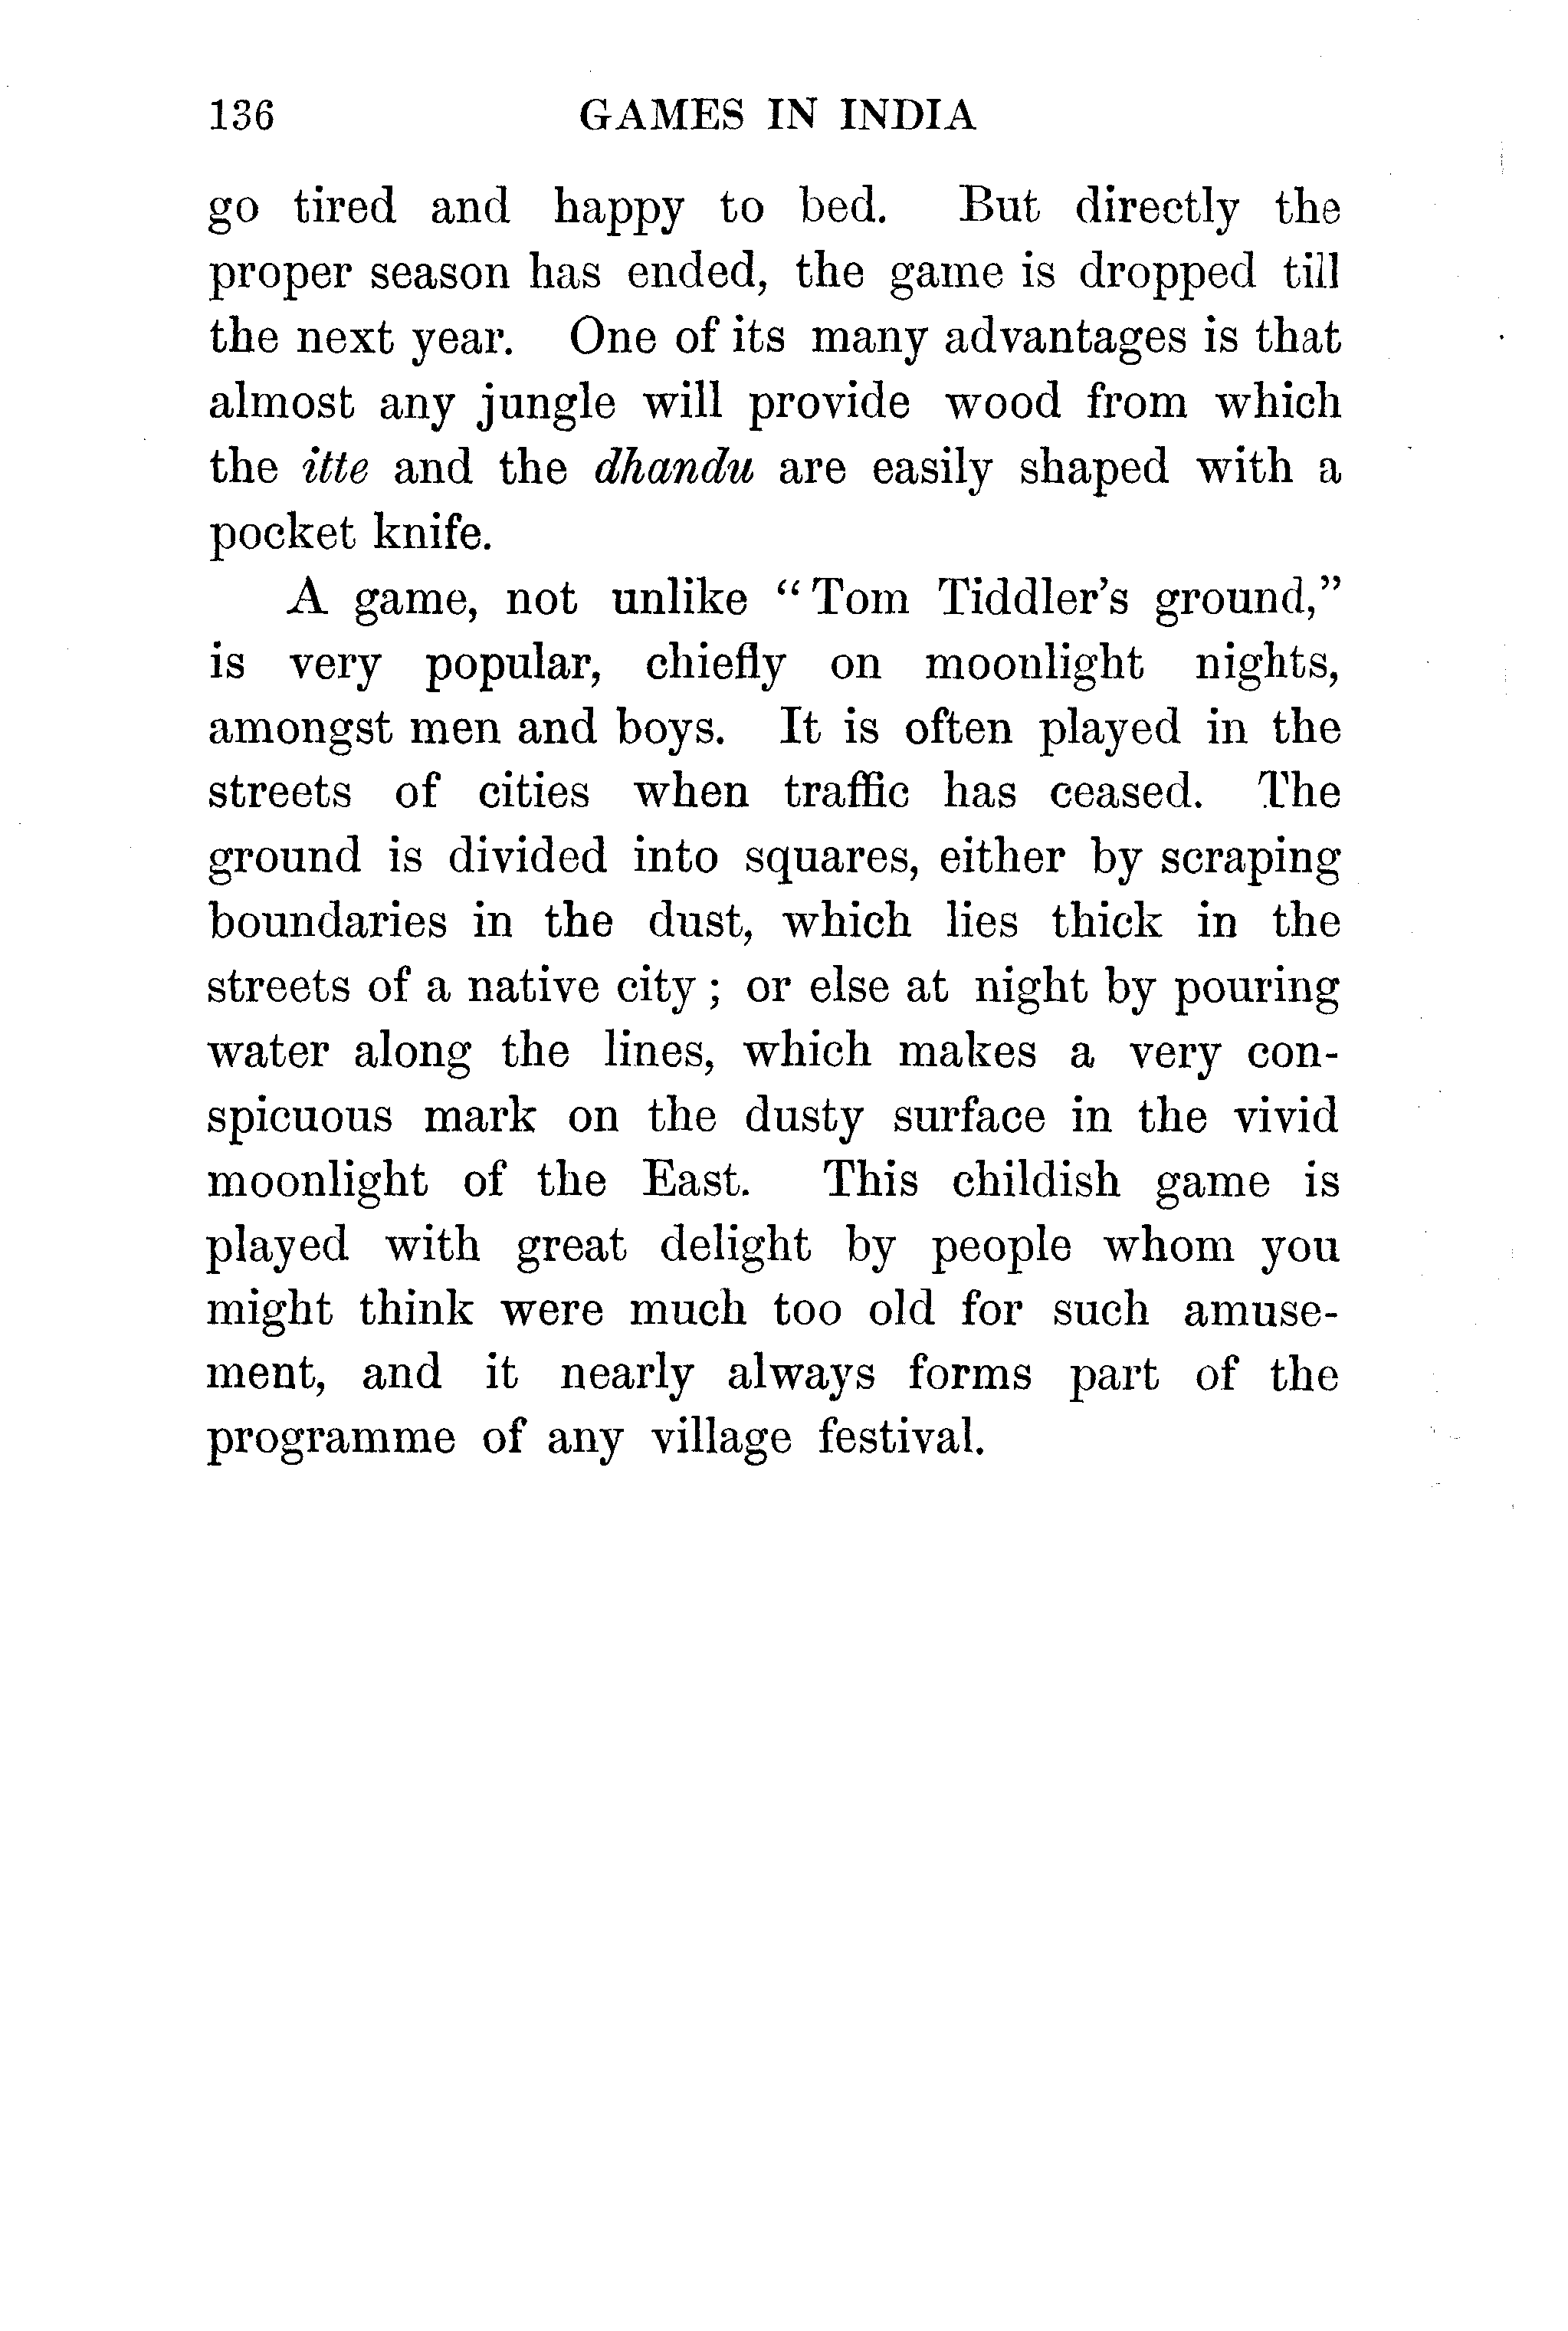 136 GAMES IN INDIA
go tired and happy to bed. But directly the
proper season has ended, the game is dropped till
the next year. One of its many advantages is that
almost any jungle will provide wood from which
the itte and the dhandu are easily shaped with a
pocket knife.
A game, not unlike “Tom Tiddler’s ground,”
is very popular, chiefly on moonlight nights,
amongst men and boys. It is often played in the
streets of cities when traffic has ceased. The
ground is divided into squares, either by scraping
boundaries in the dust, which lies thick in the
streets of a native city; or else at night by pouring
water along the lines, which makes a very con-
spicuous mark on the dusty surface in the vivid
moonlight of the East. This childish game is
played with great delight by people whom you
might think were much too old for such amuse-
ment, and it nearly always forms part of the
programme of any village festival.